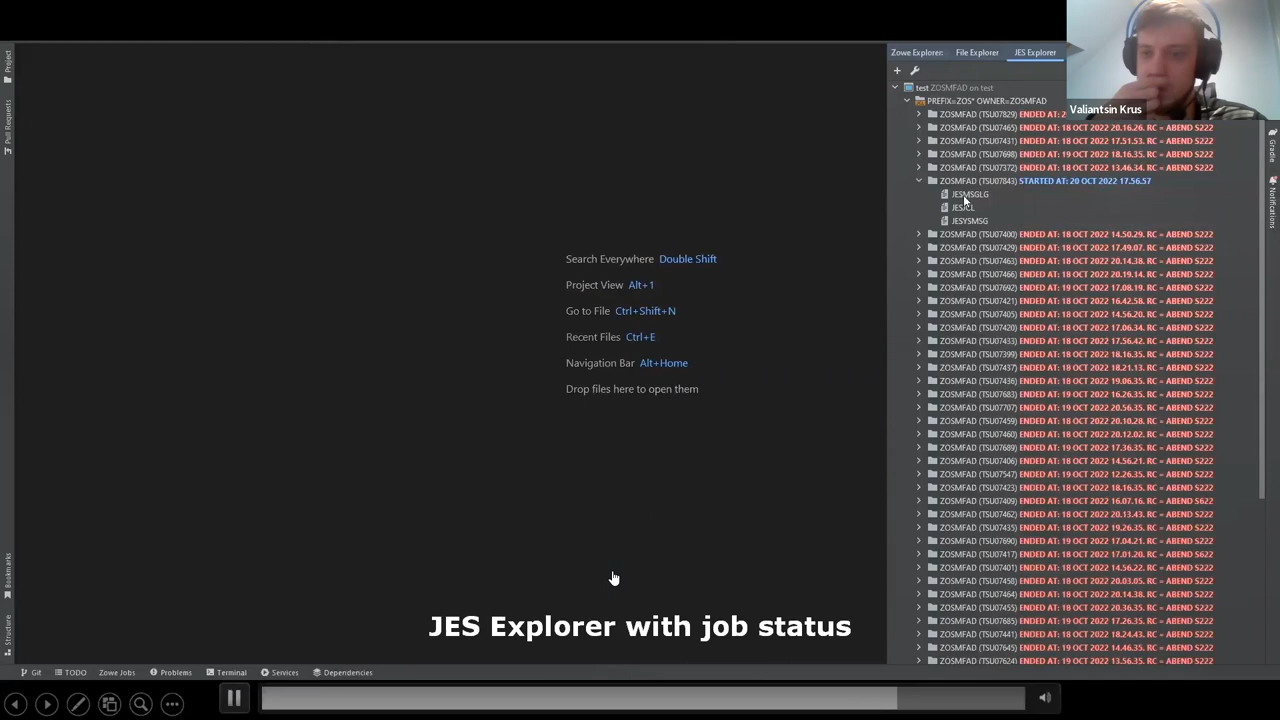 Project
Pull Requests
Bookmarks
Structure
Search Everywhere Double Shift
Project View Alt+1
Go to File Ctrl+Shift+N
Recent Files Ctrl+E
Navigation Bar Alt+Home
Drop files here to open them
JES Explorer with job status
Zowe Explorer: File Explorer JES Explorer
Valiantsin Krus
test ZOSMFAD on test
PREFIX=ZOS* OWNER=ZOSMFAD
ZOSMFAD (TSU07829) ENDED AT: 2
ZOSMFAD (TSU07465) ENDED AT: 18 OCT 2022 20.16.26. RC = ABEND S222
ZOSMFAD (TSU07431) ENDED AT: 18 OCT 2022 17.51.53. RC = ABEND S222
ZOSMFAD (TSU07698) ENDED AT: 19 OCT 2022 18.16.35. RC = ABEND S222
ZOSMFAD (TSU07372) ENDED AT: 18 OCT 2022 13.46.34. RC = ABEND S222
ZOSMFAD (TSU07843) STARTED AT: 20 OCT 2022 17.56.57
JESMSGLG
JESJCL
JESYSMSG
ZOSMFAD (TSU07400) ENDED AT: 18 OCT 2022 14.50.29. RC = ABEND S222
ZOSMFAD (TSU07429) ENDED AT: 18 OCT 2022 17.49.07. RC = ABEND S222
ZOSMFAD (TSU07463) ENDED AT: 18 OCT 2022 20.14.38. RC = ABEND S222
ZOSMFAD (TSU07466) ENDED AT: 18 OCT 2022 20.19.14. RC = ABEND S222
ZOSMFAD (TSU07692) ENDED AT: 19 OCT 2022 17.08.19. RC = ABEND S222
ZOSMFAD (TSU07421) ENDED AT: 18 OCT 2022 16.42.58. RC = ABEND S222
ZOSMFAD (TSU07405) ENDED AT: 18 OCT 2022 14.56.20. RC = ABEND S222
ZOSMFAD (TSU07420) ENDED AT: 18 OCT 2022 17.06.34. RC = ABEND S222
ZOSMFAD (TSU07433) ENDED AT: 18 OCT 2022 17.56.42. RC = ABEND S222
ZOSMFAD (TSU07399) ENDED AT: 18 OCT 2022 18.16.35. RC = ABEND S222
ZOSMFAD (TSU07437) ENDED AT: 18 OCT 2022 18.21.13. RC = ABEND S222
ZOSMFAD (TSU07436) ENDED AT: 18 OCT 2022 19.06.35. RC = ABEND S222
ZOSMFAD (TSU07683) ENDED AT: 19 OCT 2022 16.26.35. RC = ABEND S222
ZOSMFAD (TSU07707) ENDED AT: 19 OCT 2022 20.56.35. RC = ABEND S222
ZOSMFAD (TSU07459) ENDED AT: 18 OCT 2022 20.10.28. RC = ABEND S222
ZOSMFAD (TSU07460) ENDED AT: 18 OCT 2022 20.12.02. RC = ABEND S222
ZOSMFAD (TSU07689) ENDED AT: 19 OCT 2022 17.36.35. RC = ABEND S222
ZOSMFAD (TSU07406) ENDED AT: 18 OCT 2022 14.56.21. RC = ABEND S222
ZOSMFAD (TSU07547) ENDED AT: 19 OCT 2022 12.26.35. RC = ABEND S222
ZOSMFAD (TSU07423) ENDED AT: 18 OCT 2022 18.16.35. RC = ABEND S222
ZOSMFAD (TSU07409) ENDED AT: 18 OCT 2022 16.07.16. RC = ABEND S622
ZOSMFAD (TSU07462) ENDED AT: 18 OCT 2022 20.13.43. RC = ABEND S222
ZOSMFAD (TSU07435) ENDED AT: 18 OCT 2022 19.26.35. RC = ABEND S222
ZOSMFAD (TSU07690) ENDED AT: 19 OCT 2022 17.04.21. RC = ABEND S222
ZOSMFAD (TSU07417) ENDED AT: 18 OCT 2022 17.01.20. RC = ABEND S622
ZOSMFAD (TSU07401) ENDED AT: 18 OCT 2022 14.56.22. RC = ABEND S222
ZOSMFAD (TSU07458) ENDED AT: 18 OCT 2022 20.03.05. RC = ABEND S222
ZOSMFAD (TSU07464) ENDED AT: 18 OCT 2022 20.14.38. RC = ABEND S222
ZOSMFAD (TSU07455) ENDED AT: 18 OCT 2022 20.36.35. RC = ABEND S222
ZOSMFAD (TSU07685) ENDED AT: 19 OCT 2022 17.26.35. RC = ABEND S222
ZOSMFAD (TSU07441) ENDED AT: 18 OCT 2022 18.24.43. RC = ABEND S222
ZOSMFAD (TSU07645) ENDED AT: 19 OCT 2022 14.46.35. RC = ABEND S222
ZOSMFAD (TSU07624) ENDED AT: 19 OCT 2022 13.56.35. RC = ABEND S222
Gradle
Notifications
Git TODO Zowe Jobs Problems Terminal Services Dependencies